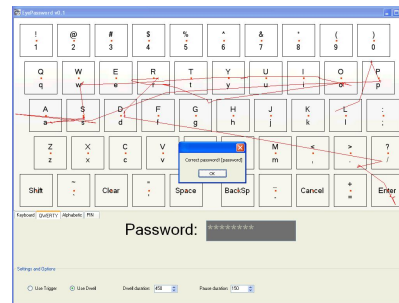 EyePassword v0.1
! @ # $ % ^ & * ( )
1 2 3 4 5 6 7 8 9 0
Q W E R T Y U I O P
q w e r t y u i o p
A S D F G H J K L :
a s d f g h j k l ;
Z X C V M < > ?
z x c v m , . /
Shift ~ Clear " Space BackSp Cancel + Enter
=
Correct password! [password]
OK
Keyboard QWERTY Alphabetic PIN
Password: ********
Settings and Options
Use Trigger Use Dwell Dwell duration: 450 Pause duration: 150